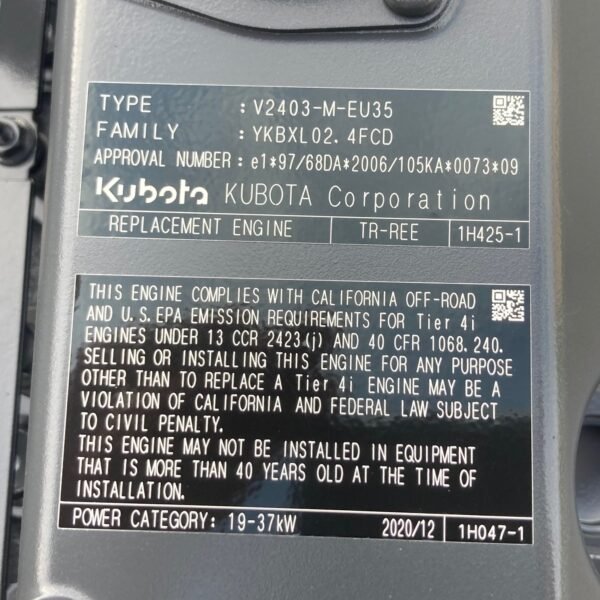 TYPE : V2403-M-EU35
FAMILY : YKBXL02.4FCD
APPROVAL NUMBER : e1*97/68DA*2006/105KA*0073*09
Kubota KUBOTA Corporation
REPLACEMENT ENGINE TR-REE 1H425-1
THIS ENGINE COMPLIES WITH CALIFORNIA OFF-ROAD
AND U.S. EPA EMISSION REQUIREMENTS FOR Tier 4i
ENGINES UNDER 13 CCR 2423(j) AND 40 CFR 1068.240.
SELLING OR INSTALLING THIS ENGINE FOR ANY PURPOSE
OTHER THAN TO REPLACE A Tier 4i ENGINE MAY BE A
VIOLATION OF CALIFORNIA AND FEDERAL LAW SUBJECT
TO CIVIL PENALTY.
THIS ENGINE MAY NOT BE INSTALLED IN EQUIPMENT
THAT IS MORE THAN 40 YEARS OLD AT THE TIME OF
INSTALLATION.
POWER CATEGORY: 19-37kW 2020/12 1H047-1